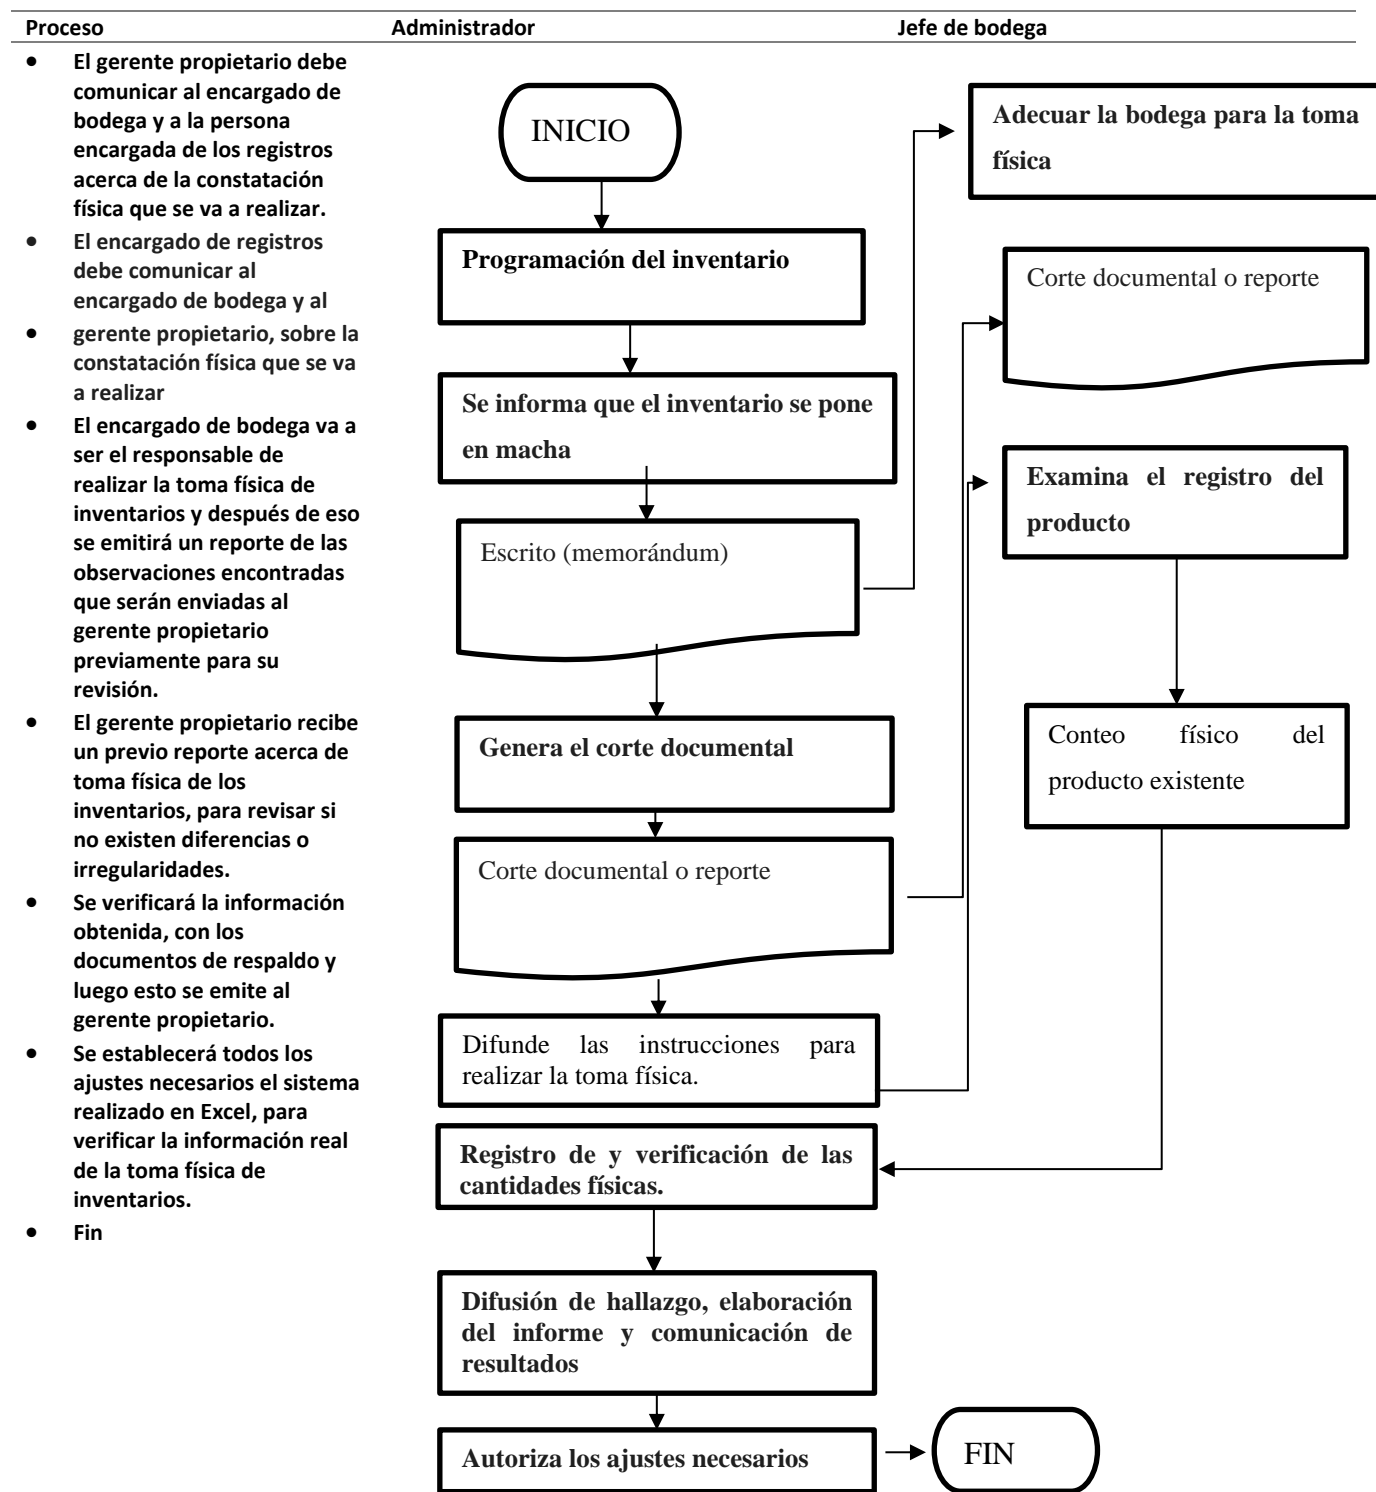 Proceso Administrador Jefe de bodega
• El gerente propietario debe
comunicar al encargado de
bodega y a la persona
encargada de los registros
acerca de la constatación
física que se va a realizar.
• El encargado de registros
debe comunicar al
encargado de bodega y al
• gerente propietario, sobre la
constatación física que se va
a realizar
• El encargado de bodega va a
ser el responsable de
realizar la toma física de
inventarios y después de eso
se emitirá un reporte de las
observaciones encontradas
que serán enviadas al
gerente propietario
previamente para su
revisión.
• El gerente propietario recibe
un previo reporte acerca de
toma física de los
inventarios, para revisar si
no existen diferencias o
irregularidades.
• Se verificará la información
obtenida, con los
documentos de respaldo y
luego esto se emite al
gerente propietario.
• Se establecerá todos los
ajustes necesarios el sistema
realizado en Excel, para
verificar la información real
de la toma física de
inventarios.
• Fin
INICIO
Programación del inventario
Se informa que el inventario se pone
en macha
Escrito (memorándum)
Genera el corte documental
Corte documental o reporte
Difunde las instrucciones para
realizar la toma física.
Registro de y verificación de las
cantidades físicas.
Difusión de hallazgo, elaboración
del informe y comunicación de
resultados
Autoriza los ajustes necesarios
FIN
Adecuar la bodega para la toma
física
Corte documental o reporte
Examina el registro del
producto
Conteo físico del
producto existente